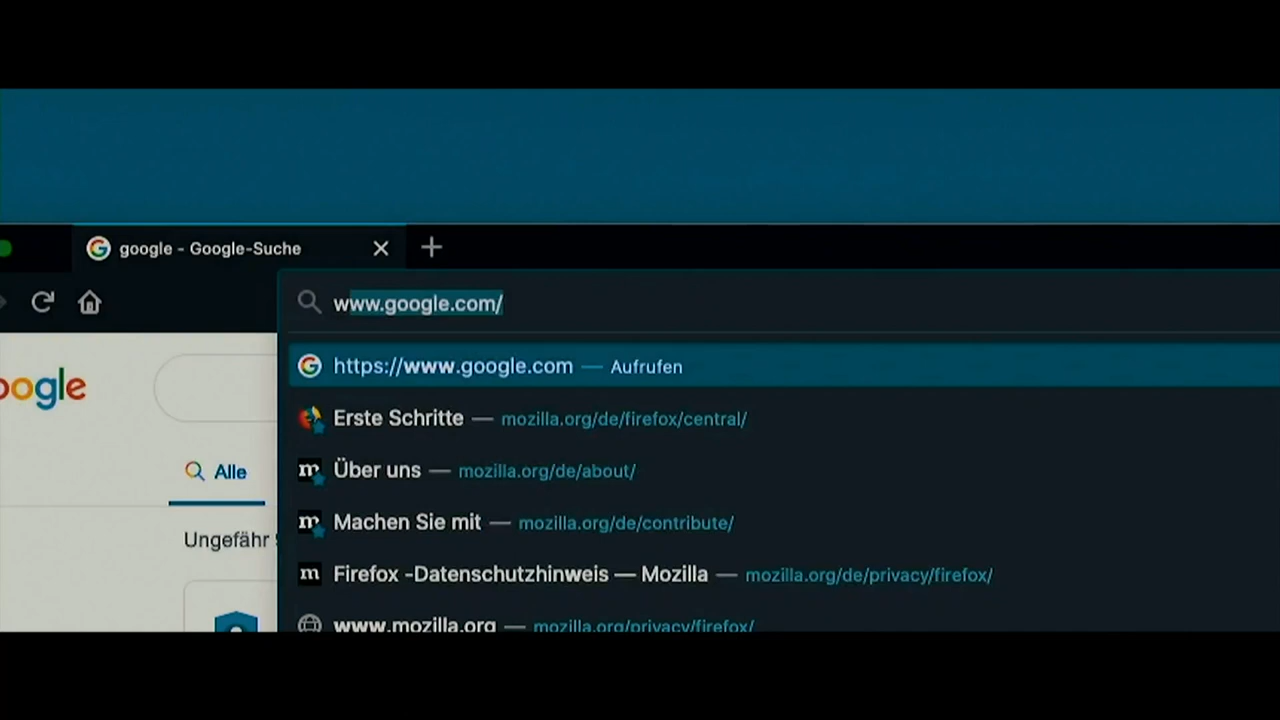 google - Google-Suche
www.google.com/
https://www.google.com — Aufrufen
oogle
Erste Schritte — mozilla.org/de/firefox/central/
Alle
Über uns — mozilla.org/de/about/
Machen Sie mit — mozilla.org/de/contribute/
Ungefähr
Firefox -Datenschutzhinweis — Mozilla — mozilla.org/de/privacy/firefox/
www.mozilla.org — mozilla.org/privacy/firefox/